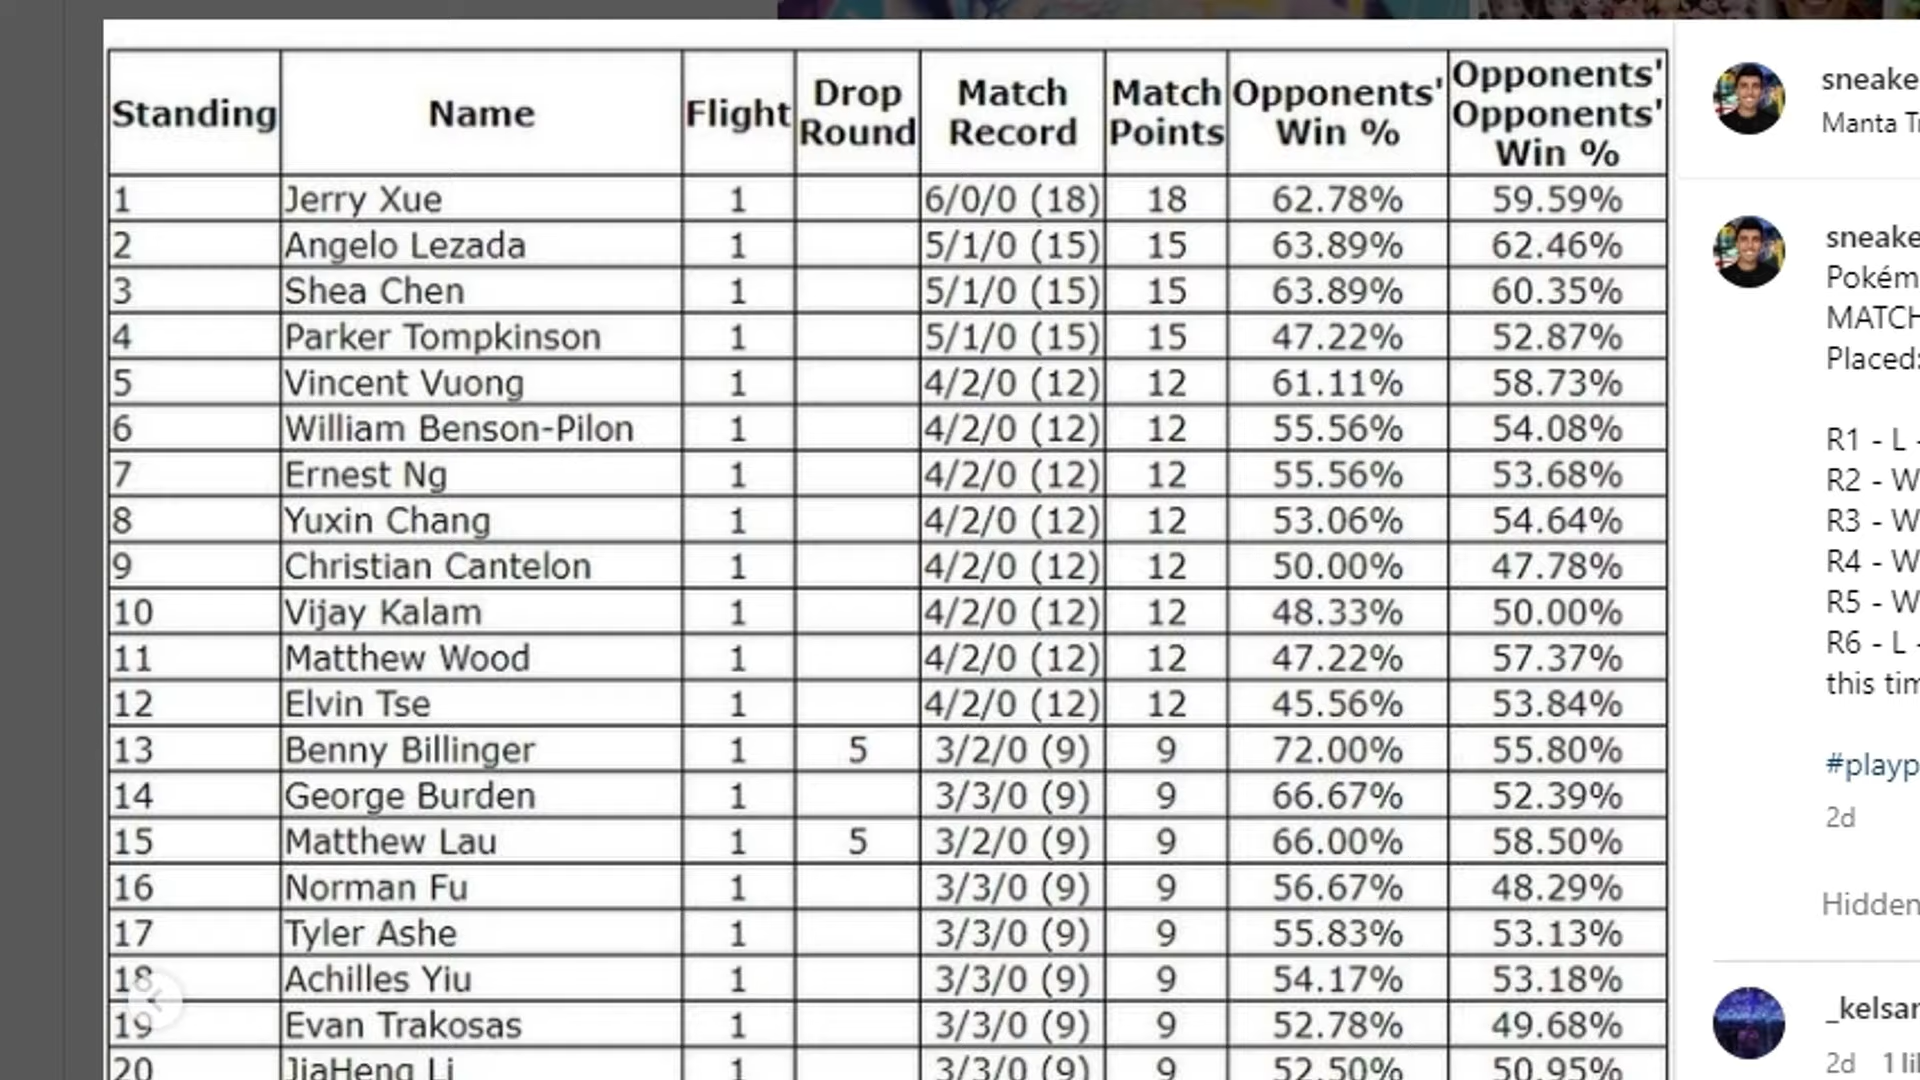 Standing Name Flight Drop Round Match Record Match Points Opponents' Win % Opponents' Opponents' Win %
1 Jerry Xue 1 6/0/0 (18) 18 62.78% 59.59%
2 Angelo Lezada 1 5/1/0 (15) 15 63.89% 62.46%
3 Shea Chen 1 5/1/0 (15) 15 63.89% 60.35%
4 Parker Tompkinson 1 5/1/0 (15) 15 47.22% 52.87%
5 Vincent Vuong 1 4/2/0 (12) 12 61.11% 58.73%
6 William Benson-Pilon 1 4/2/0 (12) 12 55.56% 54.08%
7 Ernest Ng 1 4/2/0 (12) 12 55.56% 53.68%
8 Yuxin Chang 1 4/2/0 (12) 12 53.06% 54.64%
9 Christian Cantelon 1 4/2/0 (12) 12 50.00% 47.78%
10 Vijay Kalam 1 4/2/0 (12) 12 48.33% 50.00%
11 Matthew Wood 1 4/2/0 (12) 12 47.22% 57.37%
12 Elvin Tse 1 4/2/0 (12) 12 45.56% 53.84%
13 Benny Billinger 1 5 3/2/0 (9) 9 72.00% 55.80%
14 George Burden 1 3/3/0 (9) 9 66.67% 52.39%
15 Matthew Lau 1 5 3/2/0 (9) 9 66.00% 58.50%
16 Norman Fu 1 3/3/0 (9) 9 56.67% 48.29%
17 Tyler Ashe 1 3/3/0 (9) 9 55.83% 53.13%
18 Achilles Yiu 1 3/3/0 (9) 9 54.17% 53.18%
19 Evan Trakosas 1 3/3/0 (9) 9 52.78% 49.68%
20 JiaHeng Li 1 3/3/0 (9) 9 52.50% 50.95%
sneake
Manta Tr
sneake
Pokém
MATCH
Placed:
R1 - L -
R2 - W
R3 - W
R4 - W
R5 - W
R6 - L -
this tim
#playp
2d
Hidden
_kelsar
2d 1 li